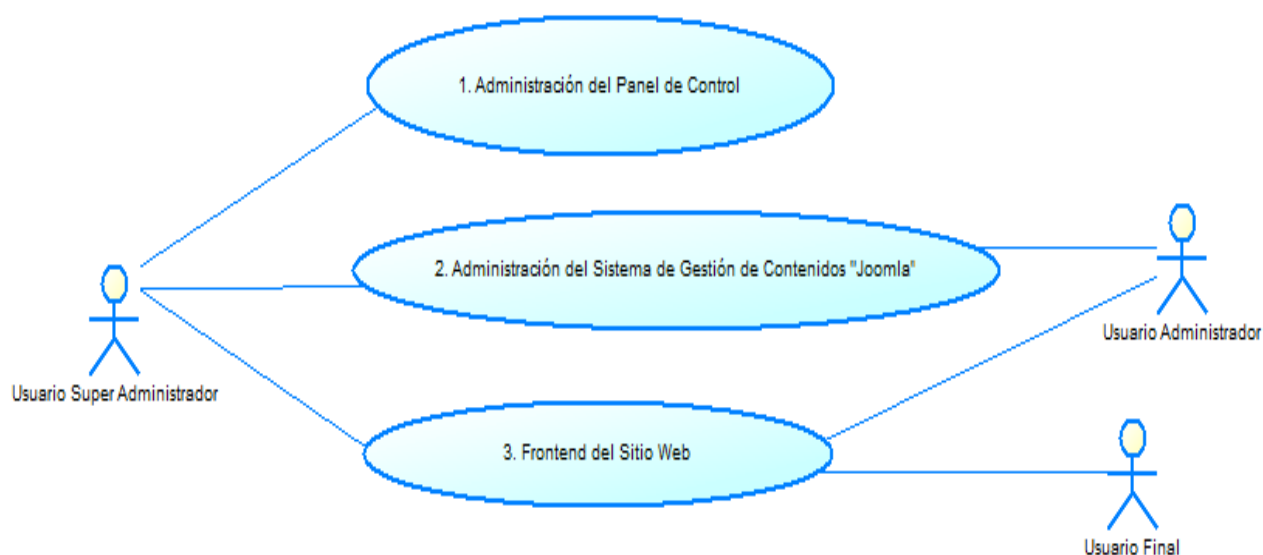 1. Administración del Panel de Control
2. Administración del Sistema de Gestión de Contenidos "Joomla"
Usuario Administrador
Usuario Super Administrador
3. Frontend del Sitio Web
Usuario Final